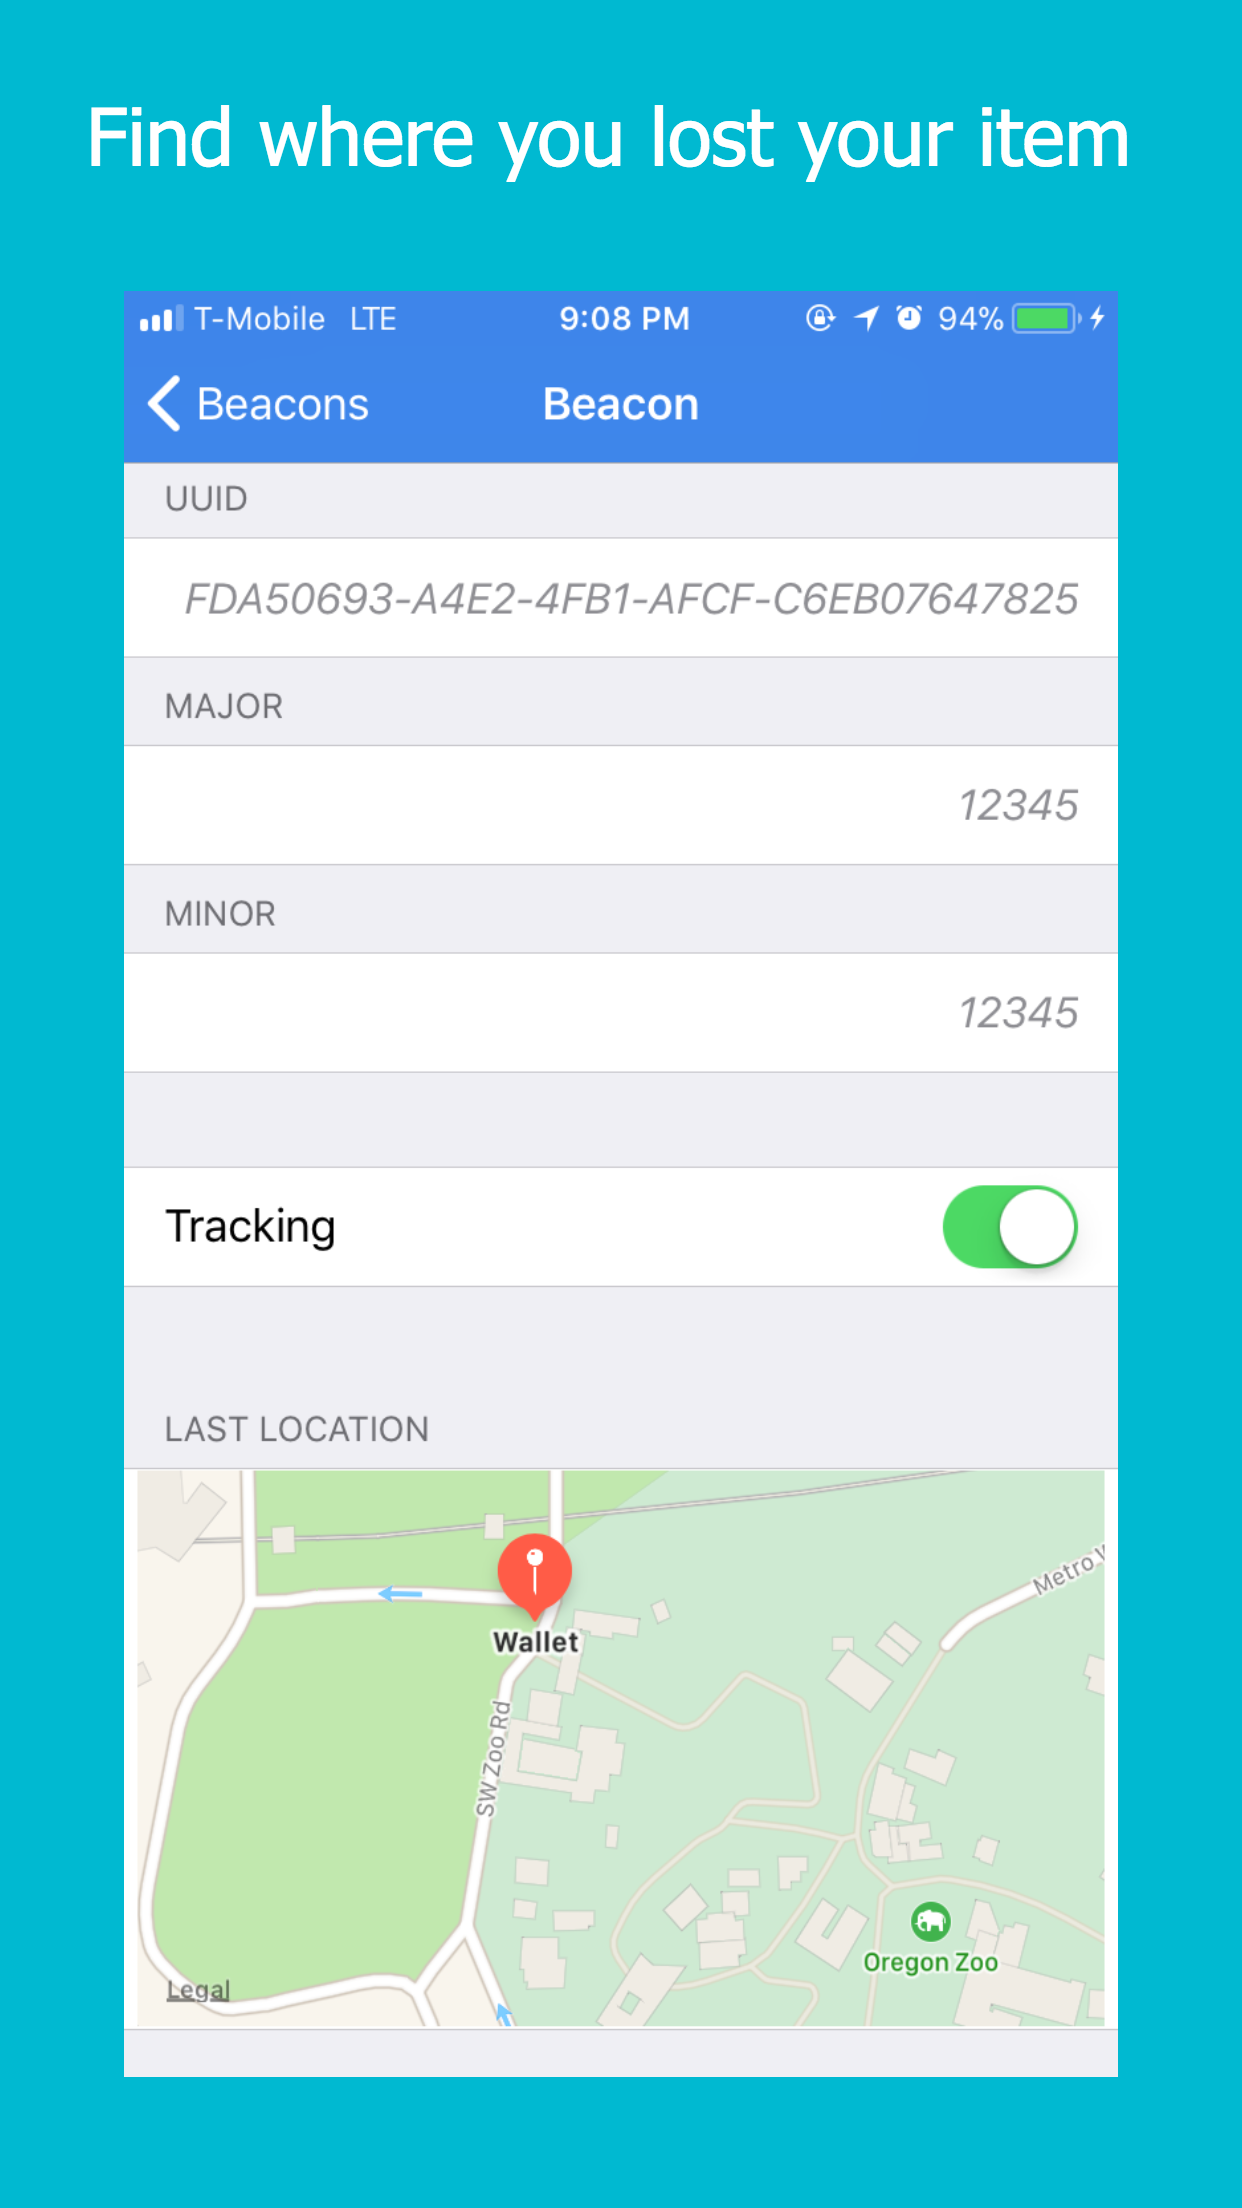 Find where you lost your item
T-Mobile LTE 9:08 PM 94%
Beacons Beacon
UUID
FDA50693-A4E2-4FB1-AFCF-C6EB07647825
MAJOR
12345
MINOR
12345
Tracking
LAST LOCATION
Metro
Wallet
SW Zoo Rd
Oregon Zoo
Legal